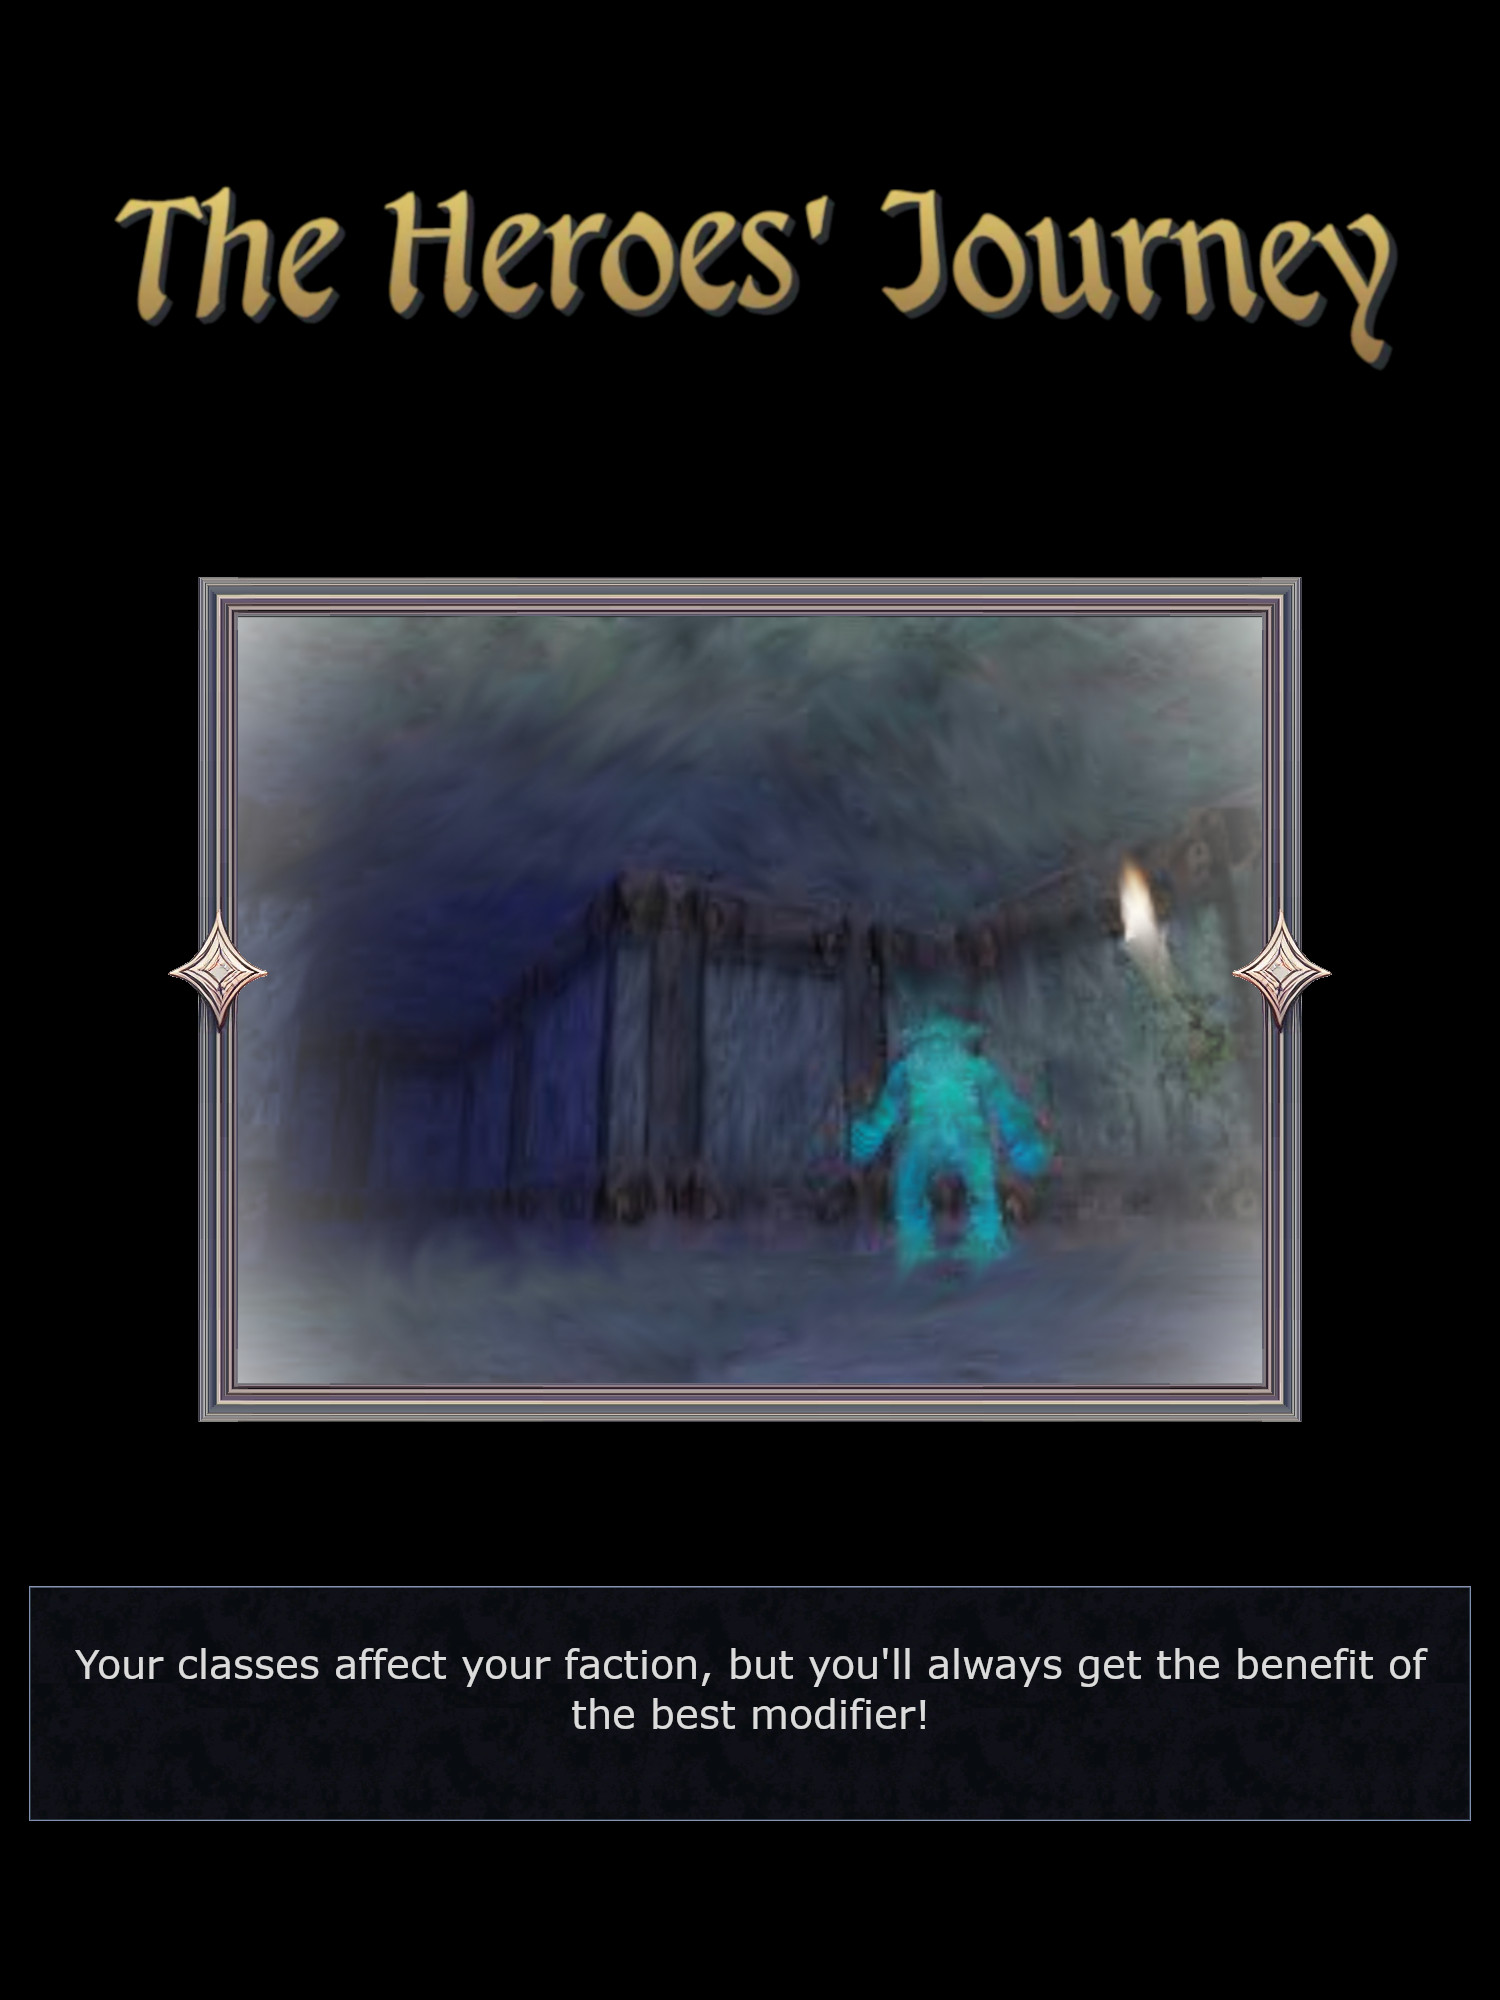 The Heroes' Journey
Your classes affect your faction, but you'll always get the benefit of
the best modifier!